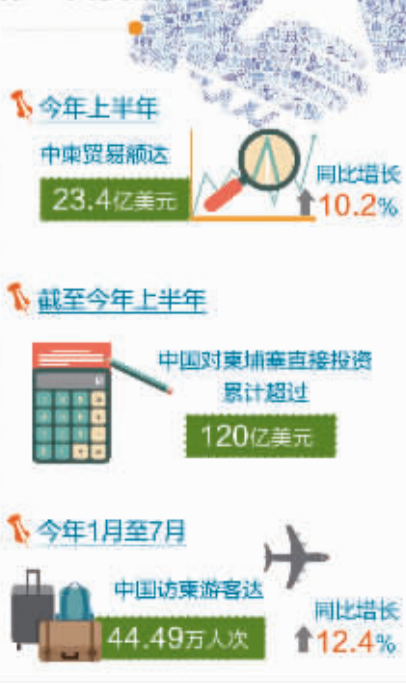 今年上半年
中柬贸易额达
23.4亿美元
同比增长
10.2%
截至今年上半年
中国对柬埔寨直接投资
累计超过
120亿美元
今年1月至7月
中国访柬游客达
44.49万人次
同比增长
12.4%